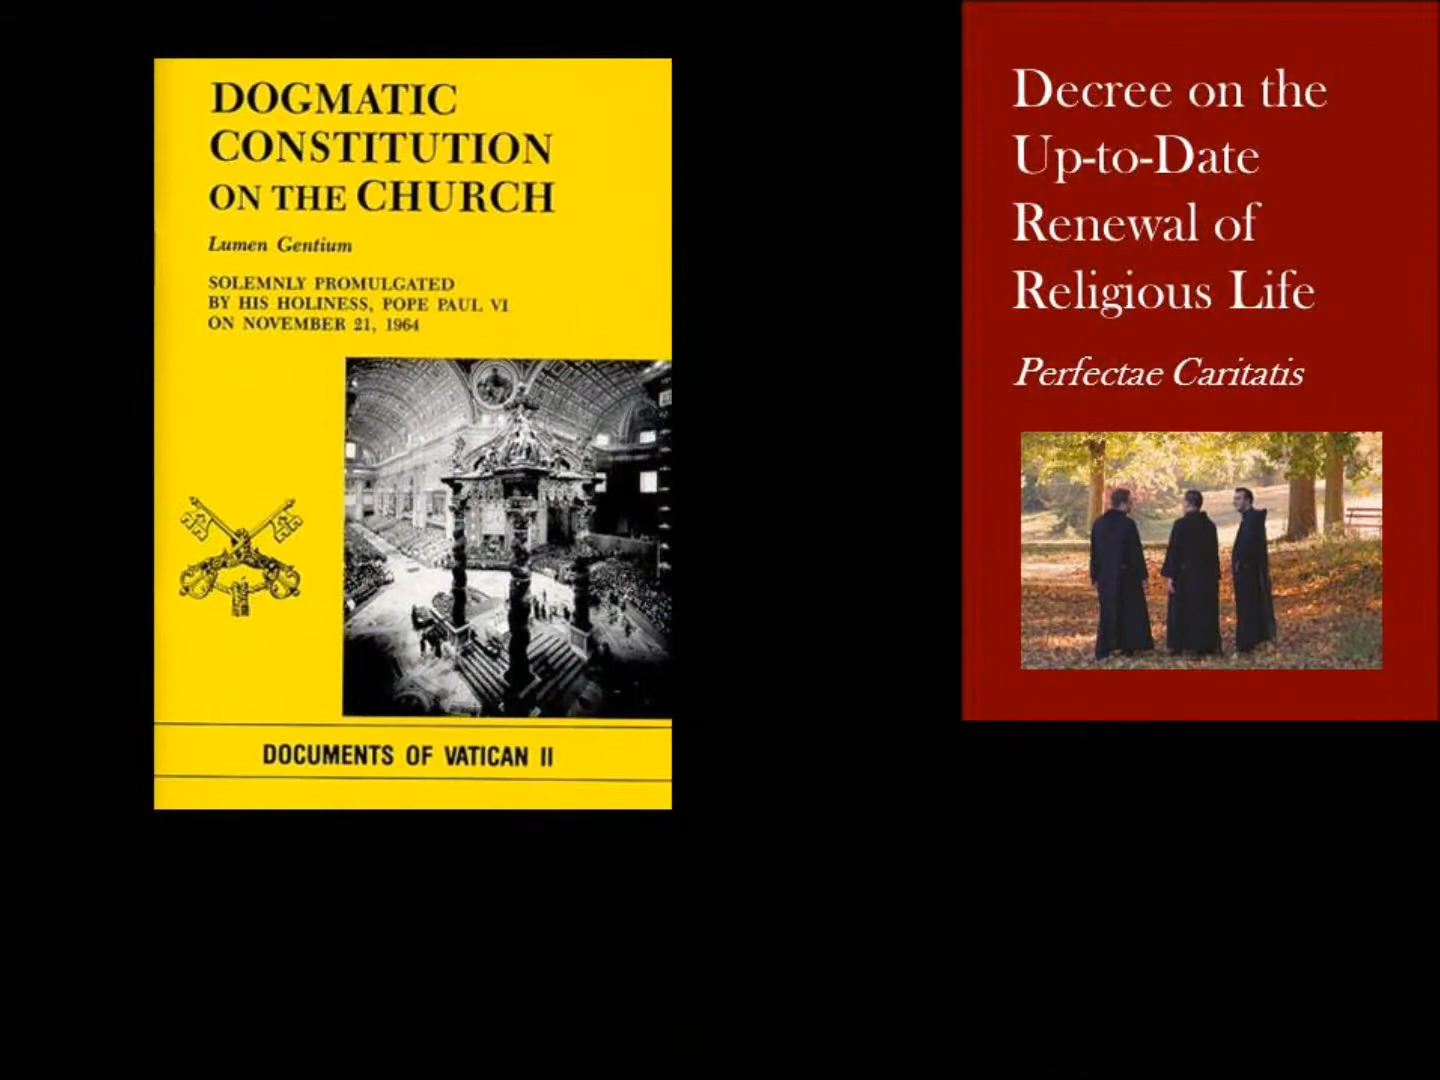 DOGMATIC
CONSTITUTION
ON THE CHURCH
Lumen Gentium
SOLEMNLY PROMULGATED
BY HIS HOLINESS, POPE PAUL VI
ON NOVEMBER 21, 1964
DOCUMENTS OF VATICAN II
Decree on the
Up-to-Date
Renewal of
Religious Life
Perfectae Caritatis